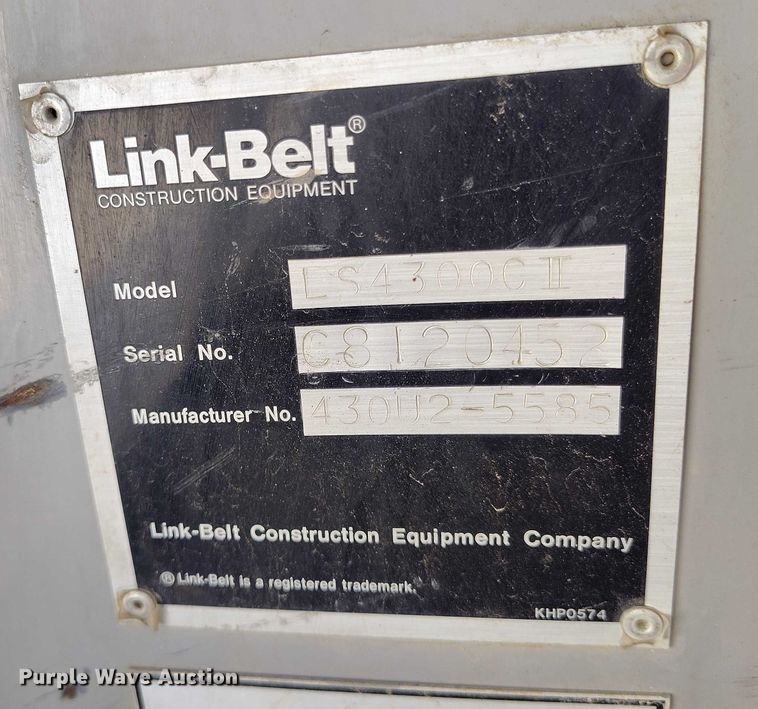 Link-Belt®
CONSTRUCTION EQUIPMENT
Model LS4300CII
Serial No. C8I20452
Manufacturer No. 430U2-5585
Link-Belt Construction Equipment Company
® Link-Belt is a registered trademark.
KHP0574
Purple Wave Auction